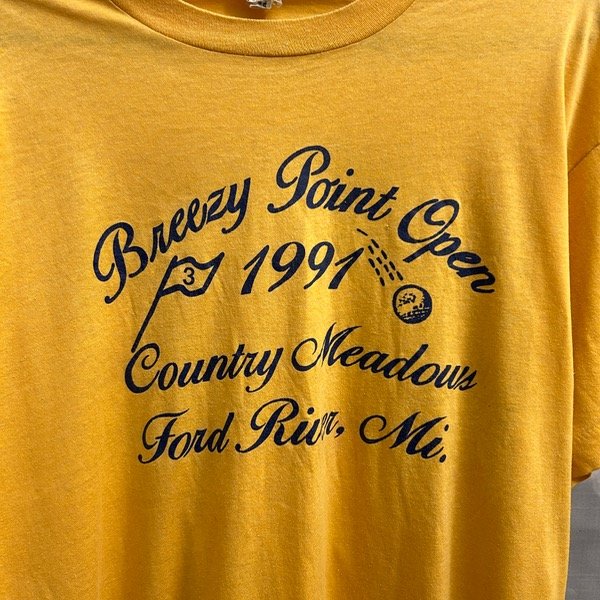 Breezy Point Open
3 1991
Country Meadows
Ford River, Mi.